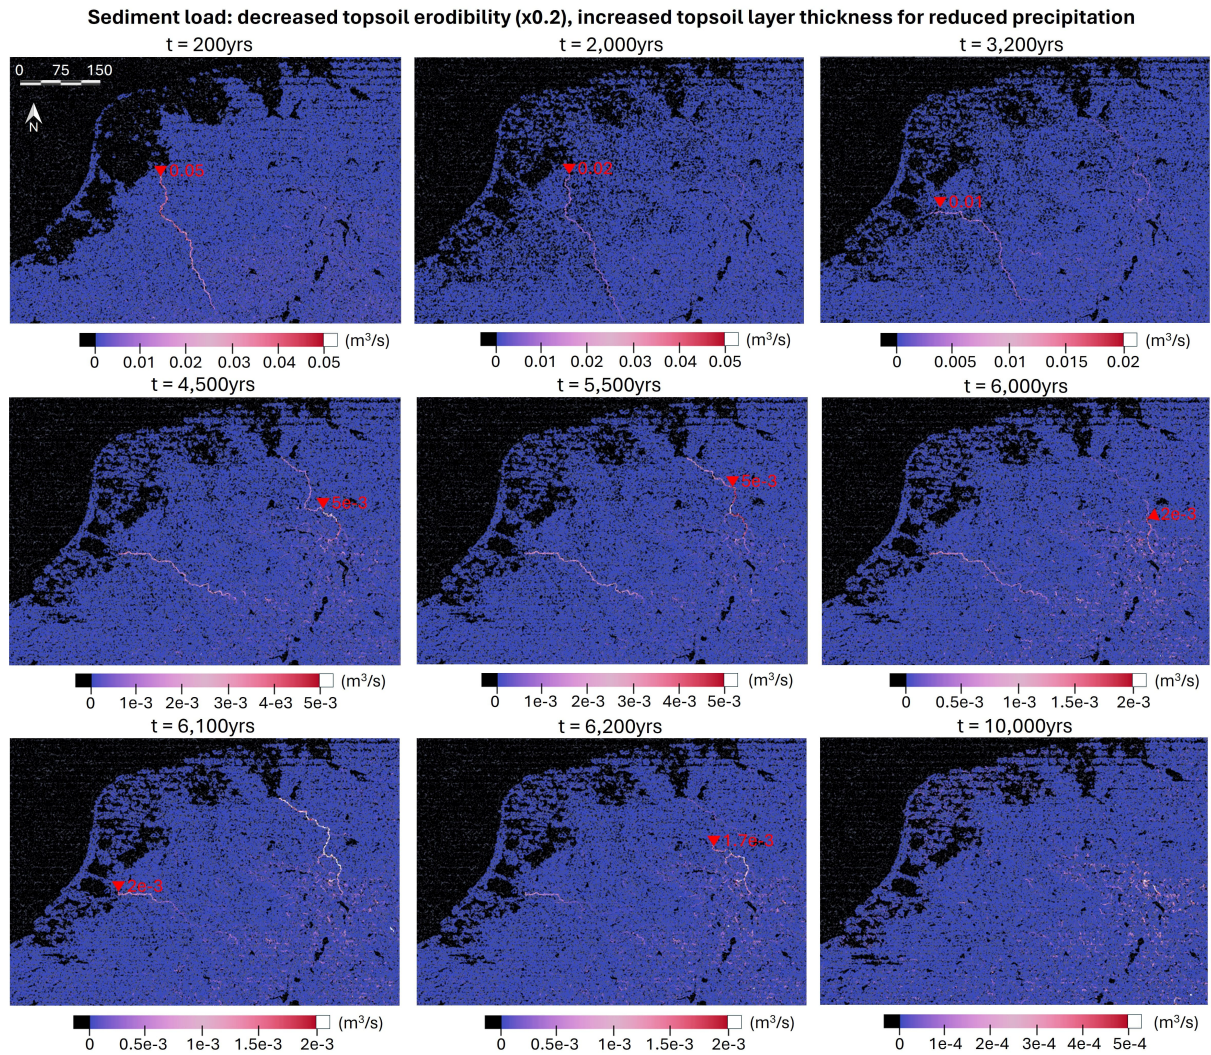 Sediment load: decreased topsoil erodibility (x0.2), increased topsoil layer thickness for reduced precipitation
t = 200yrs
t = 2,000yrs
t = 3,200yrs
0 75 150
N
0.05
0.02
0.01
0 0.01 0.02 0.03 0.04 0.05 (m³/s)
0 0.01 0.02 0.03 0.04 0.05 (m³/s)
0 0.005 0.01 0.015 0.02 (m³/s)
t = 4,500yrs
t = 5,500yrs
t = 6,000yrs
5e-3
5e-3
2e-3
0 1e-3 2e-3 3e-3 4e-3 5e-3 (m³/s)
0 1e-3 2e-3 3e-3 4e-3 5e-3 (m³/s)
0 0.5e-3 1e-3 1.5e-3 2e-3 (m³/s)
t = 6,100yrs
t = 6,200yrs
t = 10,000yrs
2e-3
1.7e-3
0 0.5e-3 1e-3 1.5e-3 2e-3 (m³/s)
0 0.5e-3 1e-3 1.5e-3 2e-3 (m³/s)
0 1e-4 2e-4 3e-4 4e-4 5e-4 (m³/s)